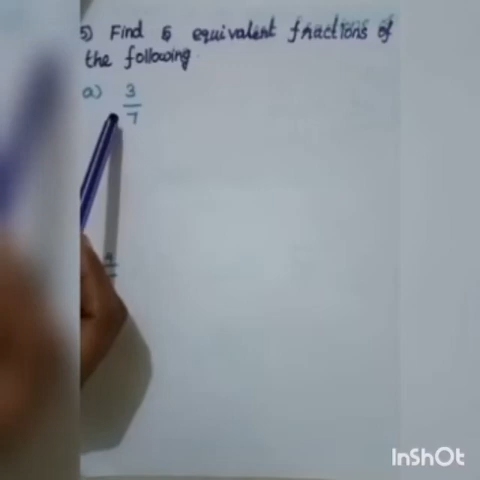 5) Find 5 equivalent fractions of
the following
a) 3
7
InShOt